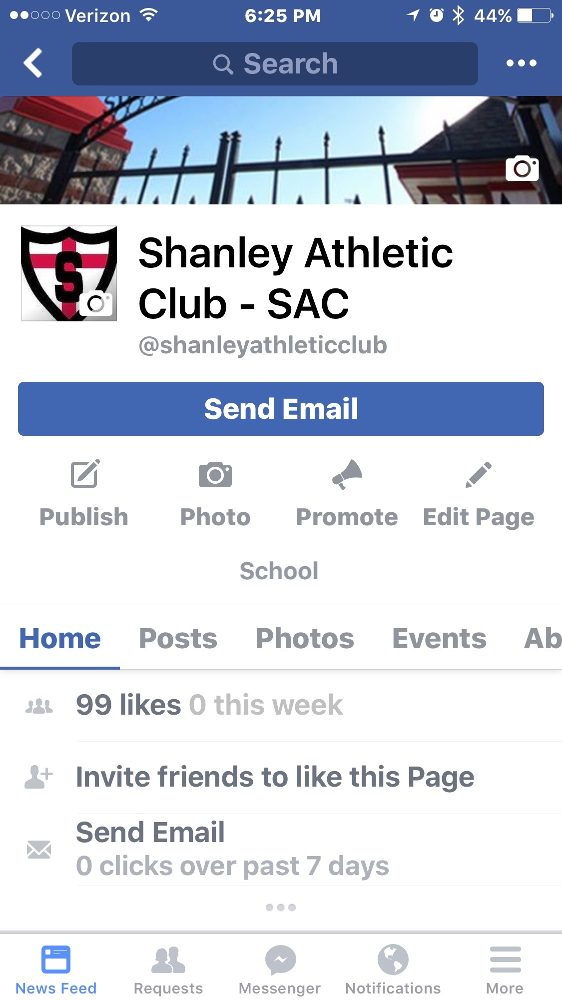 Verizon 6:25 PM 44%
Search
Shanley Athletic
Club - SAC
@shanleyathleticclub
Send Email
Publish Photo Promote Edit Page
School
Home Posts Photos Events Ab
99 likes 0 this week
Invite friends to like this Page
Send Email
0 clicks over past 7 days
News Feed Requests Messenger Notifications More